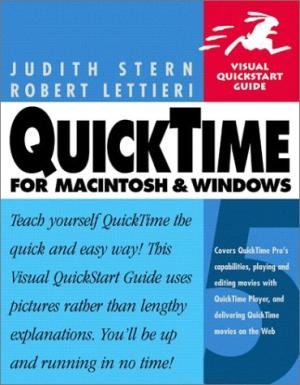 JUDITH STERN
ROBERT LETTIERI
VISUAL
QUICKSTART
GUIDE
QUICKTIME
FOR MACINTOSH & WINDOWS
5
Teach yourself QuickTime the
quick and easy way! This
Visual QuickStart Guide uses
pictures rather than lengthy
explanations. You'll be up
and running in no time!
Covers QuickTime Pro's
capabilities, playing and
editing movies with
QuickTime Player, and
delivering QuickTime
movies on the Web